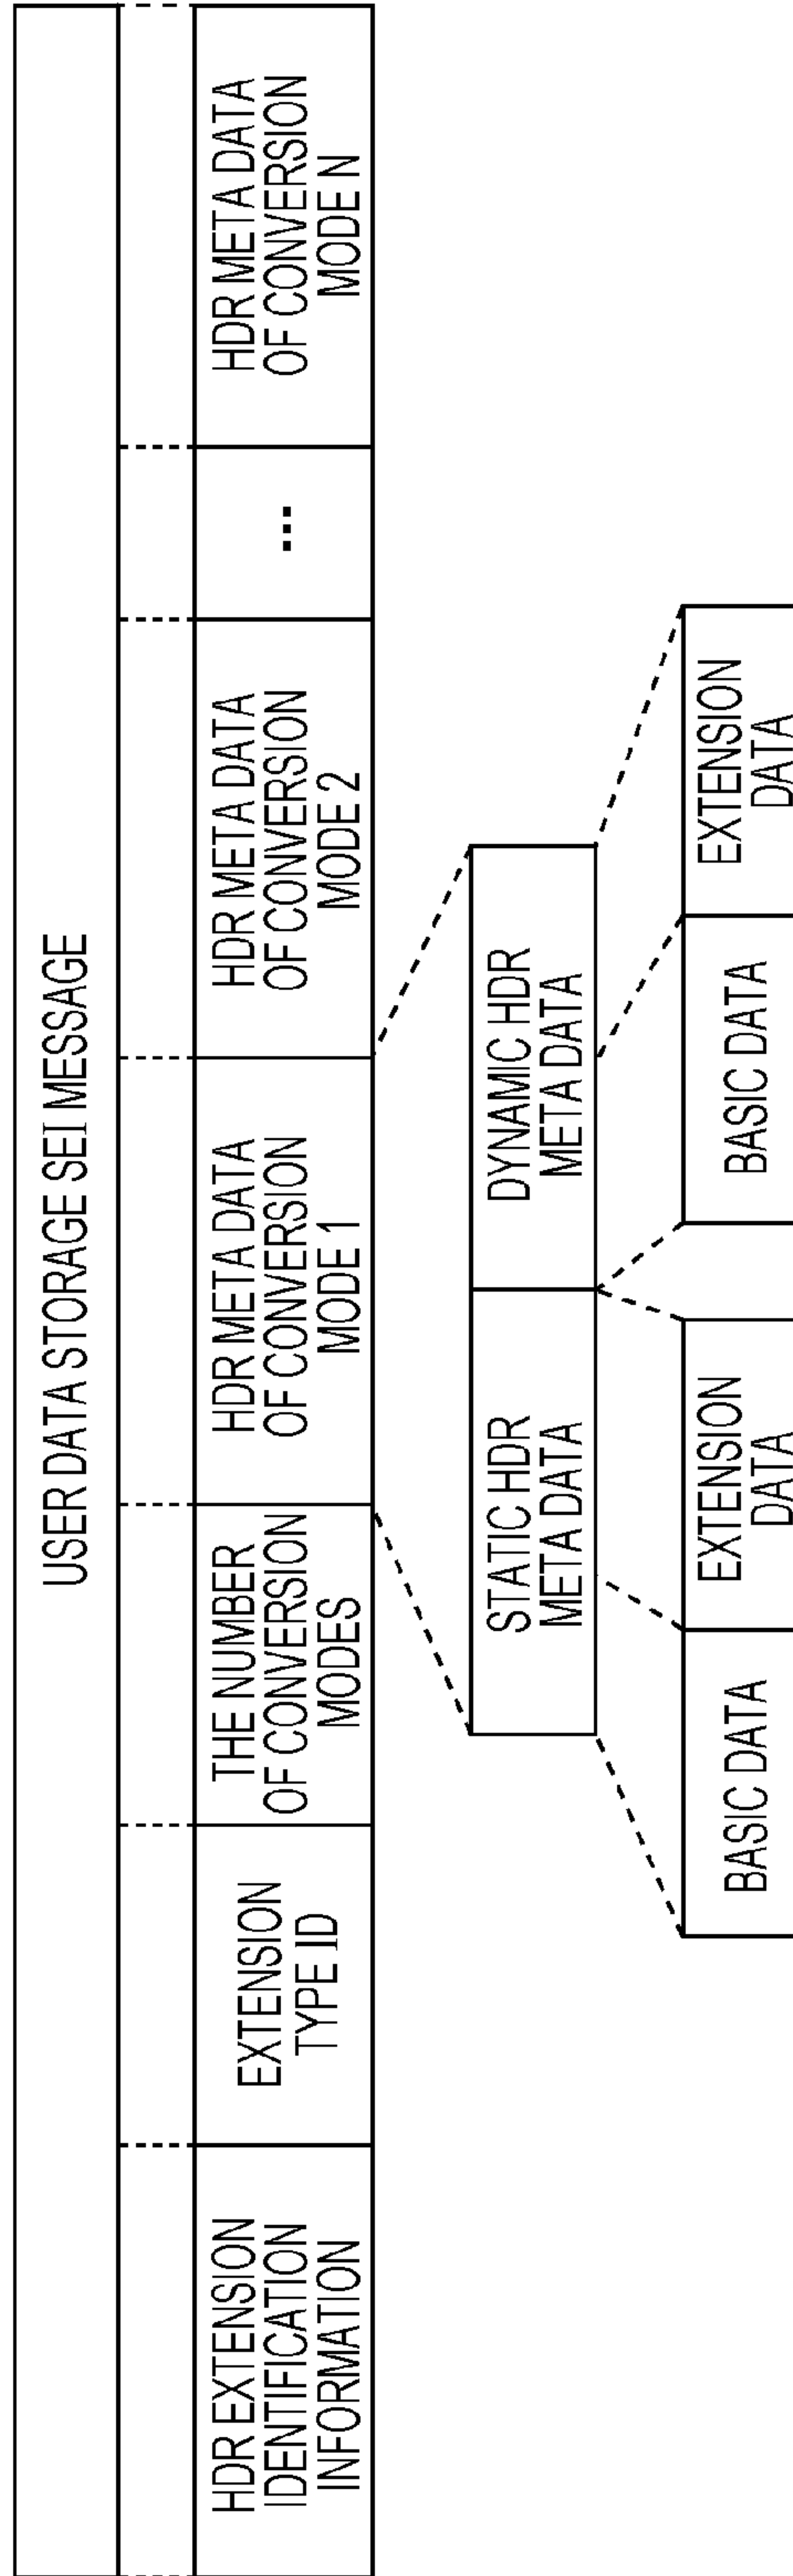 USER DATA STORAGE SEI MESSAGE
HDR EXTENSION
IDENTIFICATION
INFORMATION
EXTENSION
TYPE ID
THE NUMBER
OF CONVERSION
MODES
HDR META DATA
OF CONVERSION
MODE 1
HDR META DATA
OF CONVERSION
MODE 2
...
HDR META DATA
OF CONVERSION
MODE N
STATIC HDR
META DATA
DYNAMIC HDR
META DATA
BASIC DATA
EXTENSION
DATA
BASIC DATA
EXTENSION
DATA